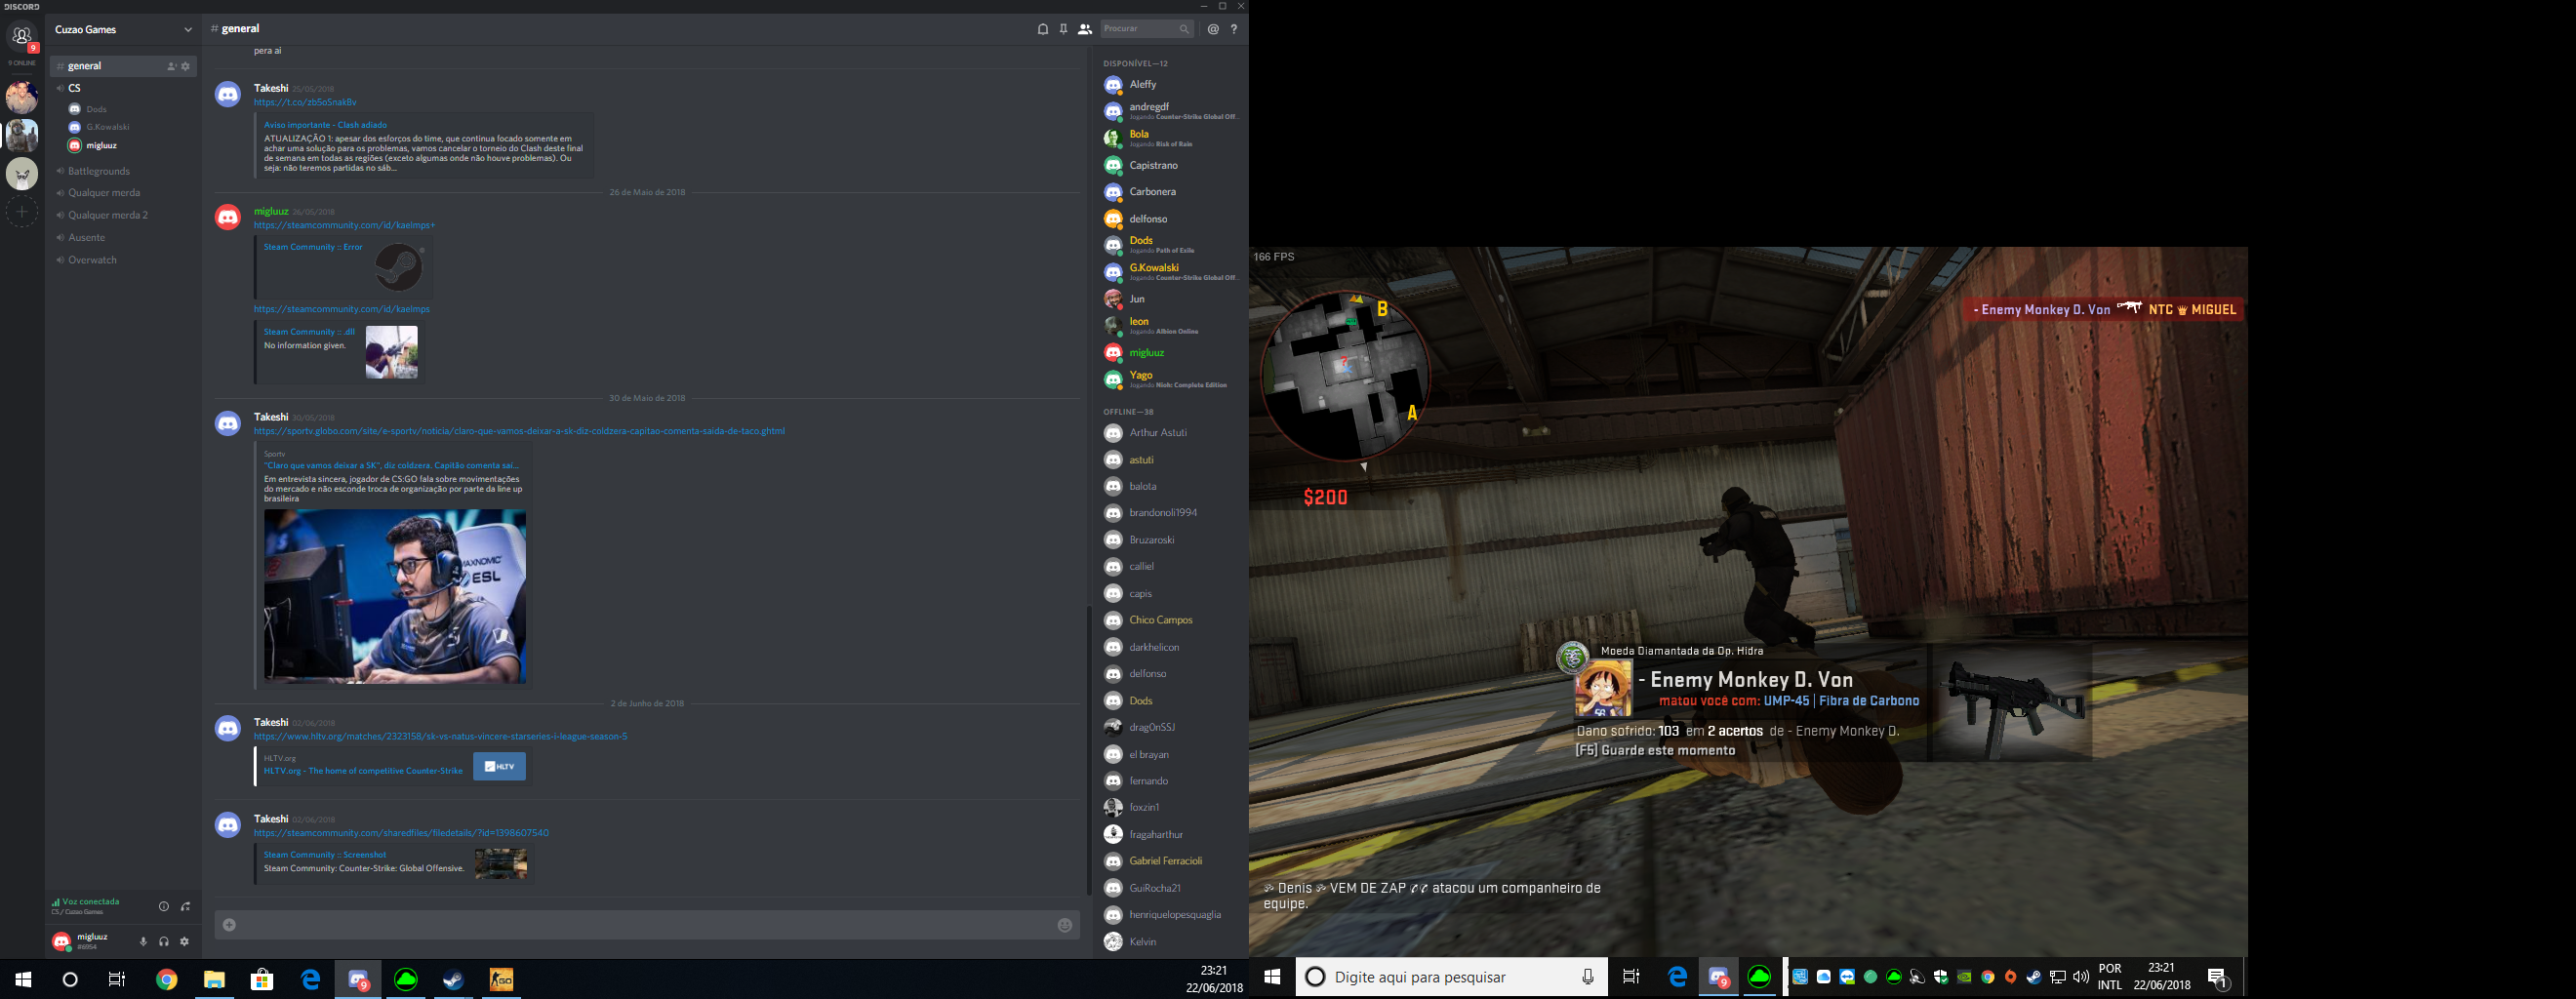 DISCORD
Cuzao Games
9
9 ONLINE
# general
CS
Dods
G.Kowalski
migluuz
Battlegrounds
Qualquer merda
Qualquer merda 2
Ausente
Overwatch
Voz conectada
CS / Cuzao Games
migluuz
#6954
# general
Procurar
@ ?
pera ai
Takeshi 25/05/2018
https://t.co/zb5oSnak8v
Aviso importante - Clash adiado
ATUALIZAÇÃO 1: apesar dos esforços do time, que continua focado somente em
achar uma solução para os problemas, vamos cancelar o torneio do Clash deste final
de semana em todas as regiões (exceto algumas onde não houve problemas). Ou
seja: não teremos partidas no sáb...
26 de Maio de 2018
migluuz 26/05/2018
https://steamcommunity.com/id/kaelmps+
Steam Community :: Error
https://steamcommunity.com/id/kaelmps
Steam Community :: .dll
No information given.
30 de Maio de 2018
Takeshi 30/05/2018
https://sportv.globo.com/site/e-sportv/noticia/claro-que-vamos-deixar-a-sk-diz-coldzera-capitao-comenta-saida-de-taco.ghtml
Sportv
"Claro que vamos deixar a SK", diz coldzera. Capitão comenta saí...
Em entrevista sincera, jogador de CS:GO fala sobre movimentações
do mercado e não esconde troca de organização por parte da line up
brasileira
MAXNOMIC
ESL
2 de Junho de 2018
Takeshi 02/06/2018
https://www.hltv.org/matches/2323158/sk-vs-natus-vincere-starseries-i-league-season-5
HLTV.org
HLTV.org - The home of competitive Counter-Strike
HLTV
Takeshi 02/06/2018
https://steamcommunity.com/sharedfiles/filedetails/?id=1398607540
Steam Community :: Screenshot
Steam Community: Counter-Strike: Global Offensive.
DISPONÍVEL—12
Aleffy
andregdf
Jogando Counter-Strike Global Off...
Bola
Jogando Risk of Rain
Capistrano
Carbonera
delfonso
Dods
Jogando Path of Exile
G.Kowalski
Jogando Counter-Strike Global Off...
Jun
leon
Jogando Albion Online
migluuz
Yago
Jogando Nioh: Complete Edition
OFFLINE—38
Arthur Astuti
astuti
balota
brandonoli1994
Bruzaroski
calliel
capis
Chico Campos
darkhelicon
delfonso
Dods
drag0nSSJ
el brayan
fernando
foxzin1
fragaharthur
Gabriel Ferracioli
GuiRocha21
henriquelopesquaglia
Kelvin
9
GO
23:21
22/06/2018
166 FPS
B
?
A
$200
- Enemy Monkey D. Von NTC MIGUEL
Moeda Diamantada da Op. Hidra
- Enemy Monkey D. Von
matou você com: UMP-45 | Fibra de Carbono
Dano sofrido: 103 em 2 acertos de - Enemy Monkey D.
[F5] Guarde este momento
Denis VEM DE ZAP atacou um companheiro de
equipe.
Digite aqui para pesquisar
9
POR
INTL
23:21
22/06/2018
1